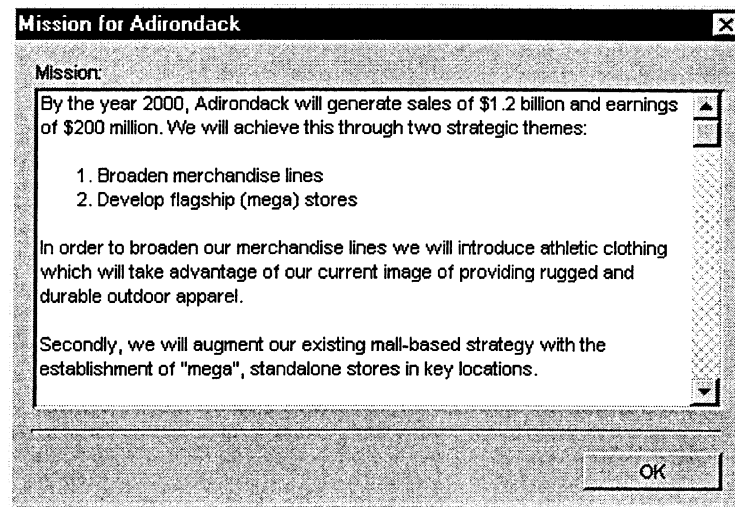 Mission for Adirondack
Mission:
By the year 2000, Adirondack will generate sales of $1.2 billion and earnings
of $200 million. We will achieve this through two strategic themes:
1. Broaden merchandise lines
2. Develop flagship (mega) stores
In order to broaden our merchandise lines we will introduce athletic clothing
which will take advantage of our current image of providing rugged and
durable outdoor apparel.
Secondly, we will augment our existing mall-based strategy with the
establishment of "mega", standalone stores in key locations.
OK